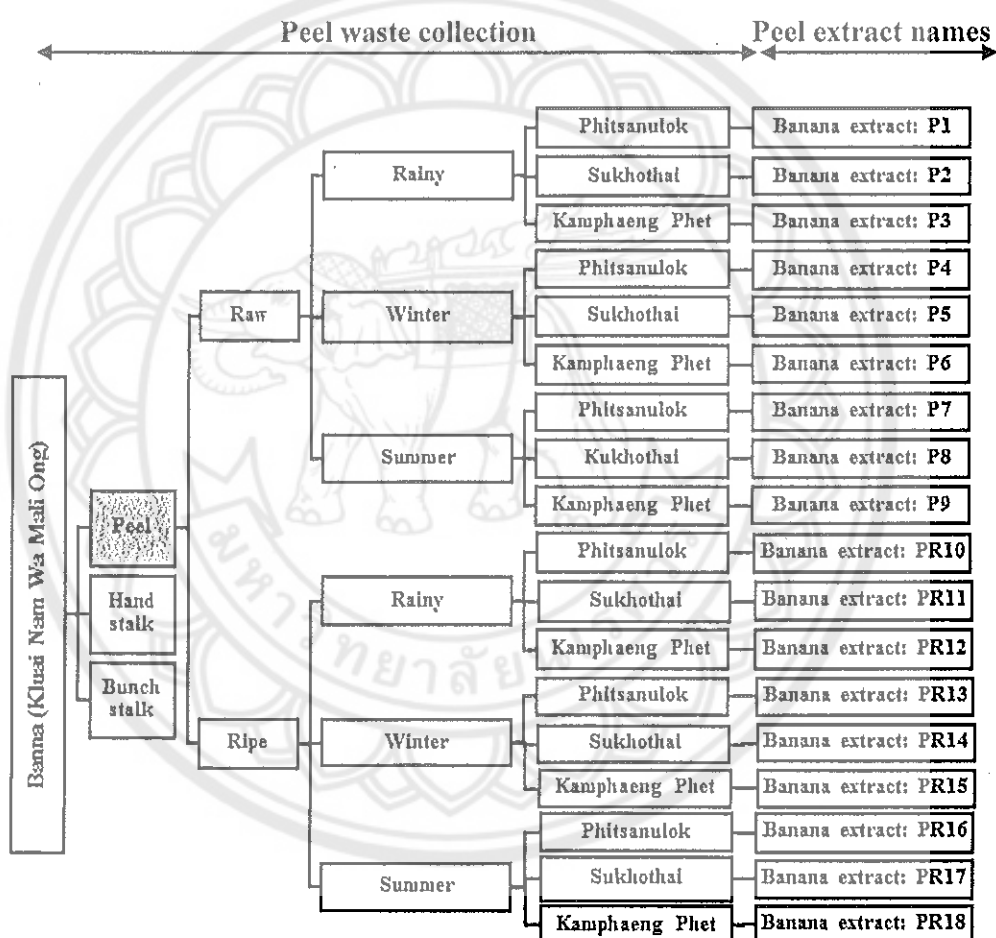 Peel waste collection
Peel extract names
Banna (Kluai Nam Wa Mali Ong)
Peel
Hand
stalk
Bunch
stalk
Raw
Rainy
Phitsanulok
Banana extract: P1
Sukhothai
Banana extract: P2
Kamphaeng Phet
Banana extract: P3
Winter
Phitsanulok
Banana extract: P4
Sukhothai
Banana extract: P5
Kamphaeng Phet
Banana extract: P6
Summer
Phitsanulok
Banana extract: P7
Kukhothai
Banana extract: P8
Kamphaeng Phet
Banana extract: P9
Ripe
Rainy
Phitsanulok
Banana extract: PR10
Sukhothai
Banana extract: PR11
Kamphaeng Phet
Banana extract: PR12
Winter
Phitsanulok
Banana extract: PR13
Sukhothai
Banana extract: PR14
Kamphaeng Phet
Banana extract: PR15
Summer
Phitsanulok
Banana extract: PR16
Sukhothai
Banana extract: PR17
Kamphaeng Phet
Banana extract: PR18